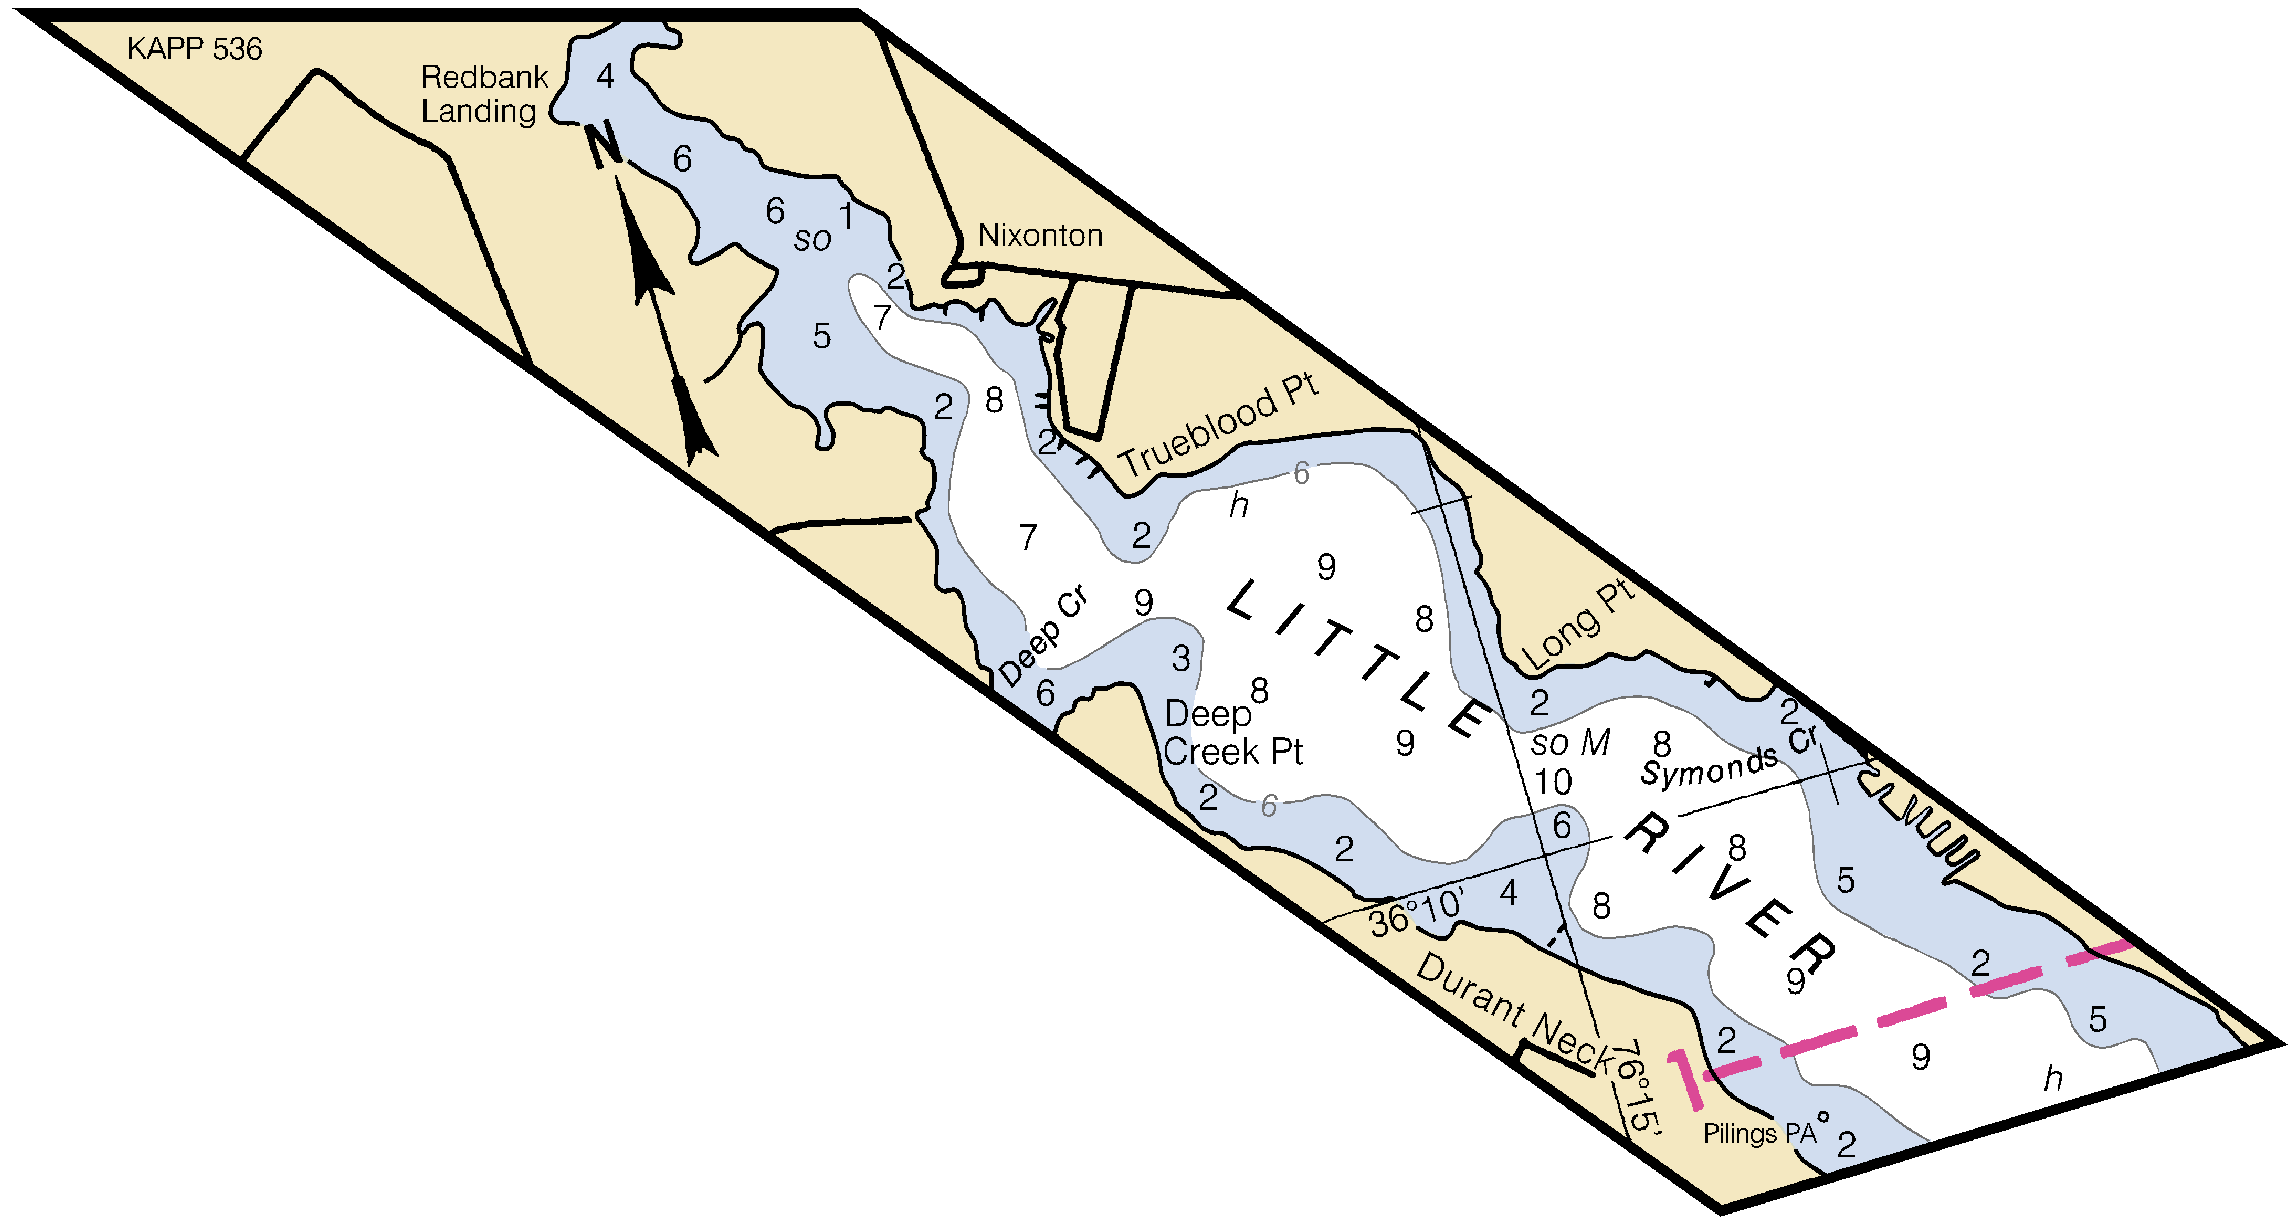 KAPP 536
Redbank
Landing
4
N
6
6
1
so
Nixonton
2
7
5
2
8
2
Trueblood Pt
6
h
7
2
9
9
8
LITTLE
Long Pt
Deep Cr
3
6
8
Deep
Creek Pt
9
2
2
so M
8
10
Symonds Cr
2
6
2
6
RIVER
8
5
36°10'
4
8
Durant Neck
9
2
2
5
9
h
76°15'
1
Pilings PA
2